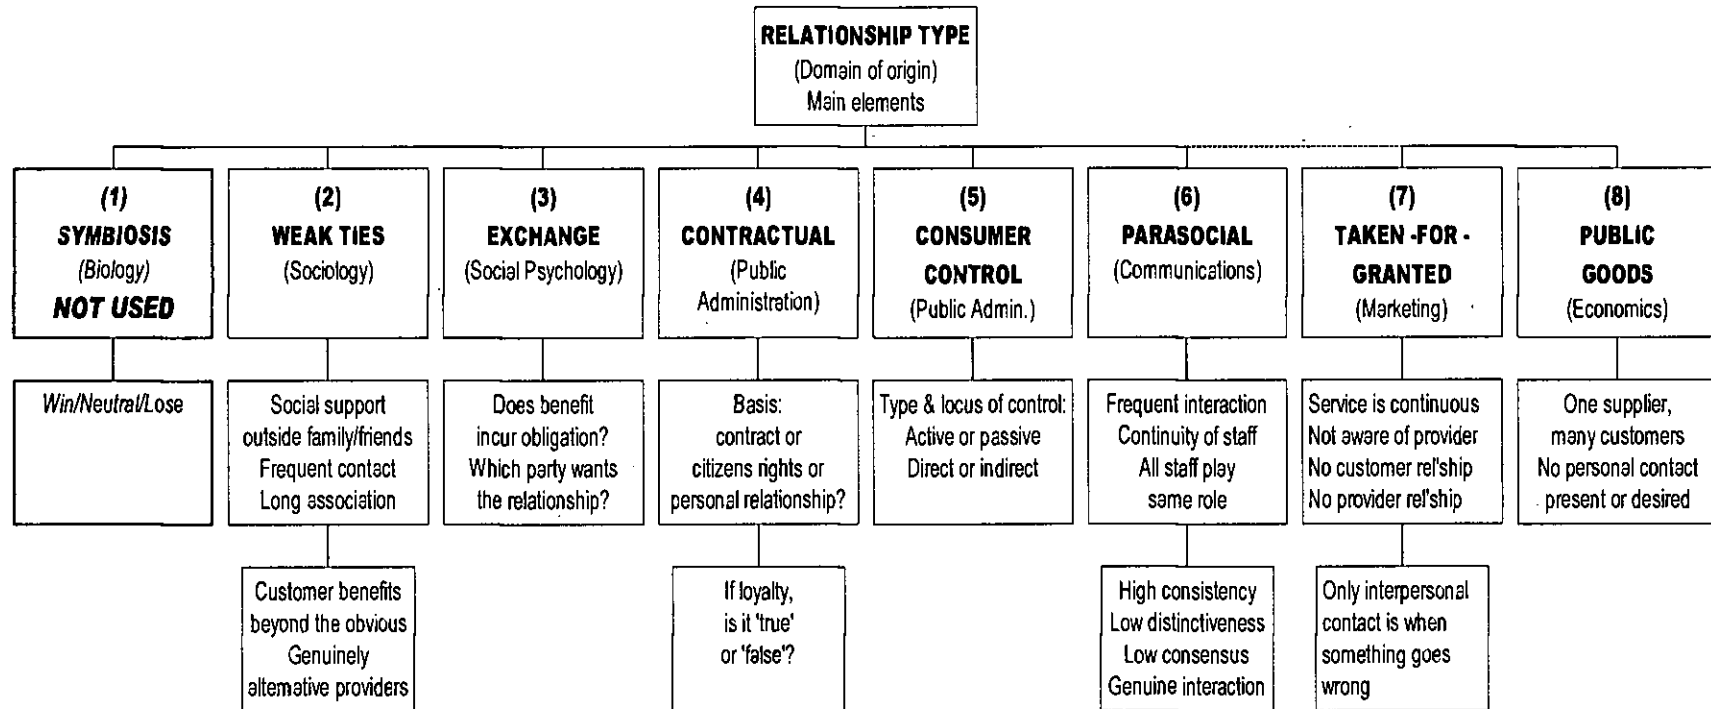 RELATIONSHIP TYPE
(Domain of origin)
Main elements
(1)
SYMBIOSIS
(Biology)
NOT USED
Win/Neutral/Lose
(2)
WEAK TIES
(Sociology)
Social support
outside family/friends
Frequent contact
Long association
Customer benefits
beyond the obvious
Genuinely
alternative providers
(3)
EXCHANGE
(Social Psychology)
Does benefit
incur obligation?
Which party wants
the relationship?
(4)
CONTRACTUAL
(Public
Administration)
Basis:
contract or
citizens rights or
personal relationship?
If loyalty,
is it 'true'
or 'false'?
(5)
CONSUMER
CONTROL
(Public Admin.)
Type & locus of control:
Active or passive
Direct or indirect
(6)
PARASOCIAL
(Communications)
Frequent interaction
Continuity of staff
All staff play
same role
High consistency
Low distinctiveness
Low consensus
Genuine interaction
(7)
TAKEN -FOR -
GRANTED
(Marketing)
Service is continuous
Not aware of provider
No customer rel'ship
No provider rel'ship
Only interpersonal
contact is when
something goes
wrong
(8)
PUBLIC
GOODS
(Economics)
One supplier,
many customers
No personal contact
present or desired